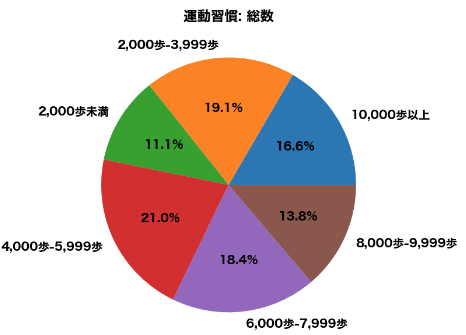 運動習慣: 総数
2,000歩-3,999歩
2,000歩未満
10,000歩以上
19.1%
11.1%
16.6%
21.0%
13.8%
18.4%
4,000歩-5,999歩
8,000歩-9,999歩
6,000歩-7,999歩